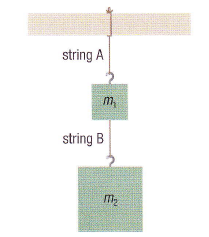 string A
m₁
string B
m₂